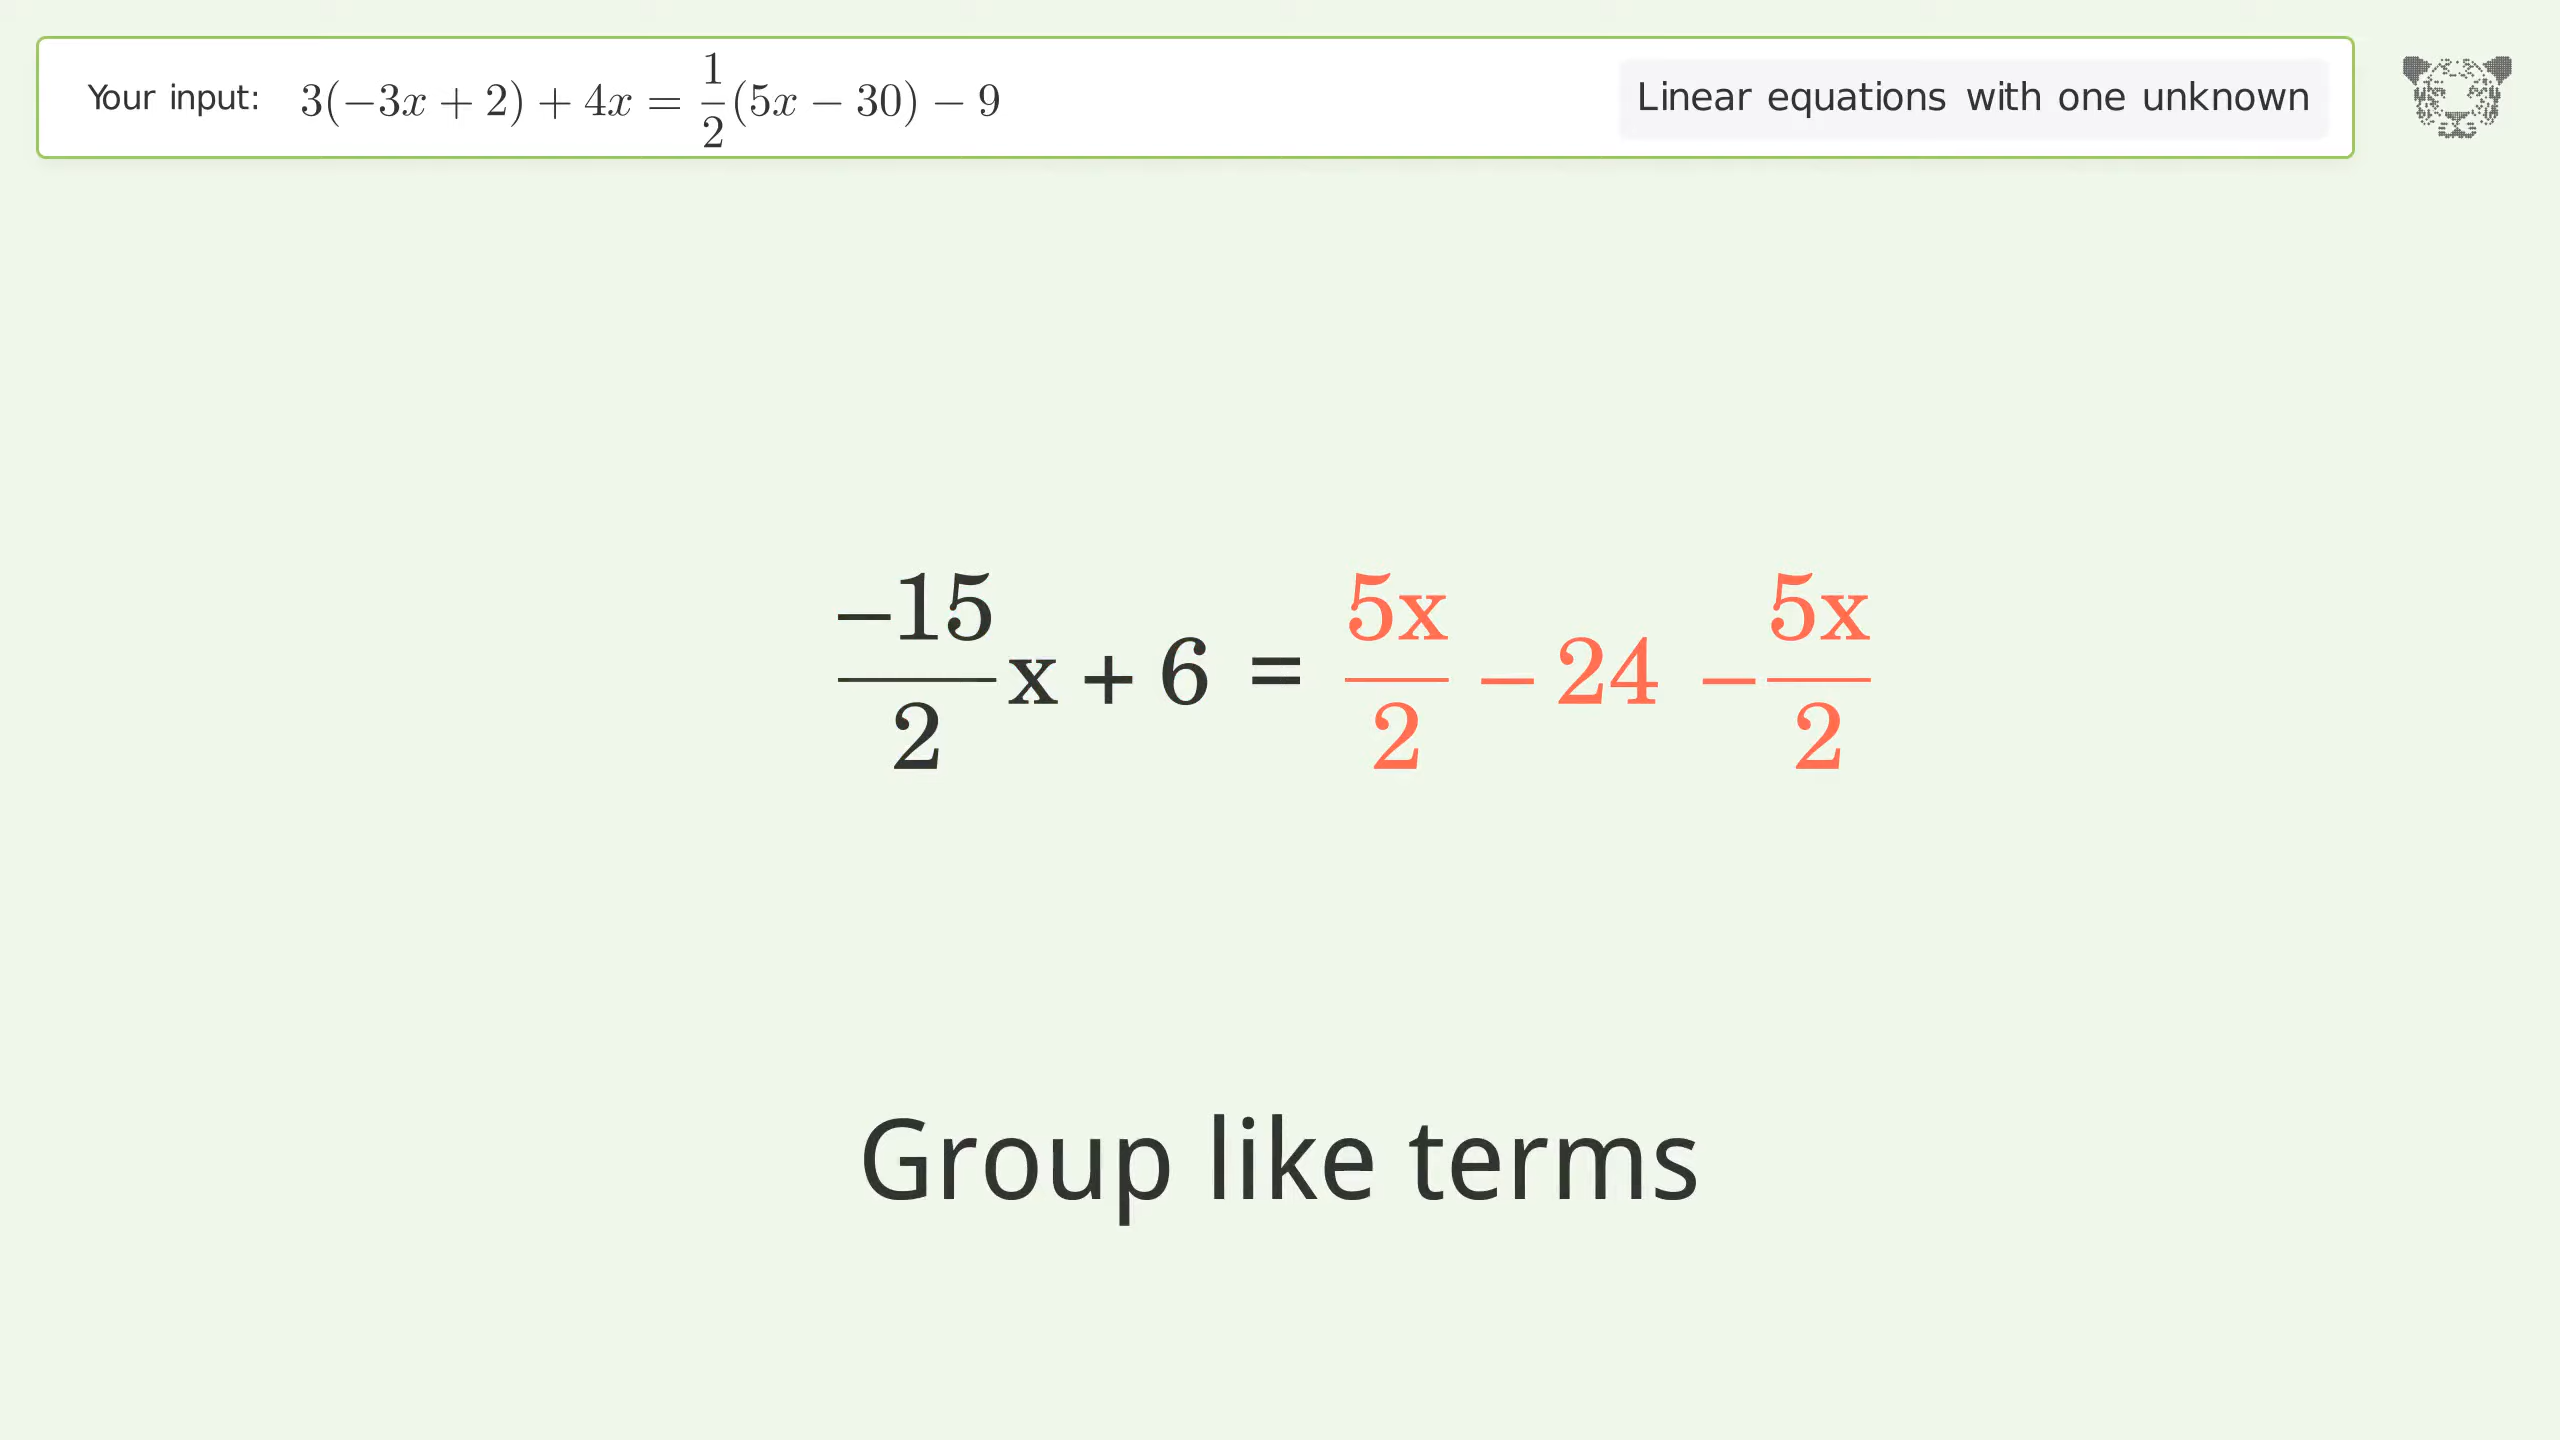 Your input: 3(−3x + 2) + 4x = 1/2(5x − 30) − 9
Linear equations with one unknown
−15/2 x + 6 = 5x/2 − 24 − 5x/2
Group like terms